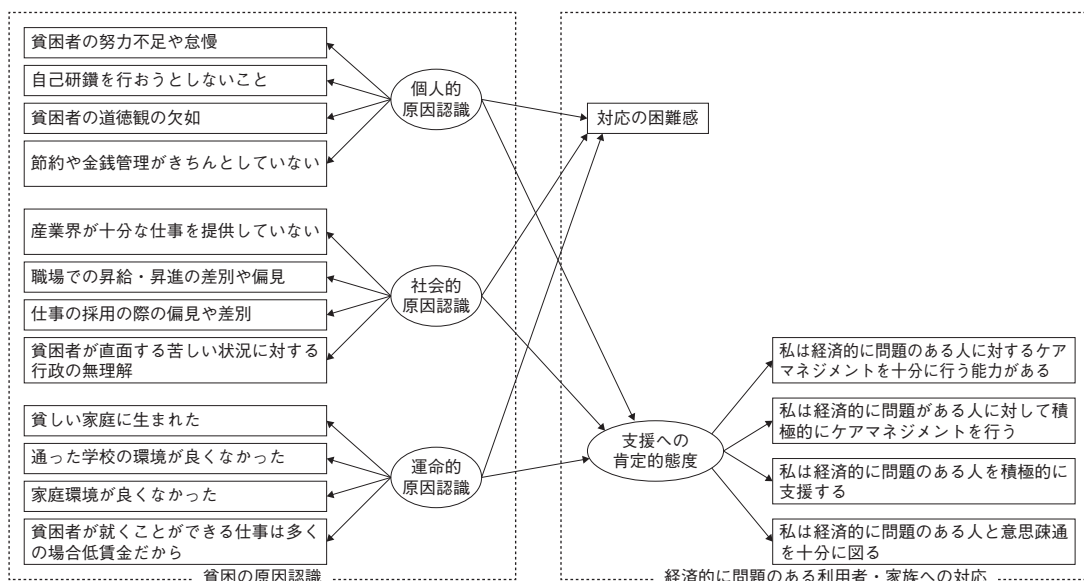 貧困者の努力不足や怠慢
自己研鑽を行おうとしないこと
貧困者の道徳観の欠如
節約や金銭管理がきちんとしていない
個人的
原因認識
産業界が十分な仕事を提供していない
職場での昇給・昇進の差別や偏見
仕事の採用の際の偏見や差別
貧困者が直面する苦しい状況に対する
行政の無理解
社会的
原因認識
貧しい家庭に生まれた
通った学校の環境が良くなかった
家庭環境が良くなかった
貧困者が就くことができる仕事は多く
の場合低賃金だから
運命的
原因認識
貧困の原因認識
対応の困難感
支援への
肯定的態度
私は経済的に問題のある人に対するケア
マネジメントを十分に行う能力がある
私は経済的に問題がある人に対して積
極的にケアマネジメントを行う
私は経済的に問題のある人を積極的に
支援する
私は経済的に問題のある人と意思疎通
を十分に図る
経済的に問題のある利用者・家族への対応